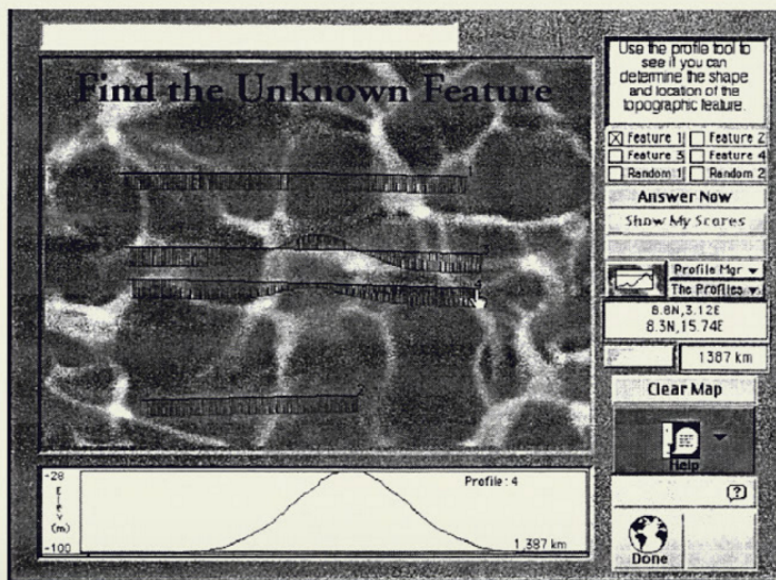 Find the Unknown Feature
Use the profile tool to
see if you can
determine the shape
and location of the
topographic feature.
Feature 1 Feature 2
Feature 3 Feature 4
Random 1 Random 2
Answer Now
Show My Scores
Profile Mgr
The Profiles
8.8N,3.12E
8.3N,15.74E
1387 km
Clear Map
Help
?
Done
-28
Elev
(m)
-100
Profile: 4
1,387 km